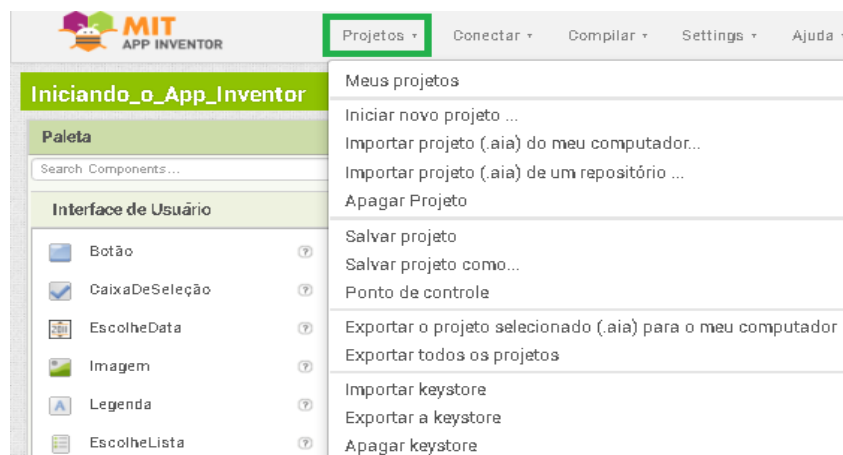 MIT
APP INVENTOR
Projetos
Conectar
Compilar
Settings
Ajuda
Iniciando_o_App_Inventor
Paleta
Search Components...
Interface de Usuário
Botão
CaixaDeSeleção
EscolheData
Imagem
Legenda
EscolheLista
Meus projetos
Iniciar novo projeto ...
Importar projeto (.aia) do meu computador...
Importar projeto (.aia) de um repositório ...
Apagar Projeto
Salvar projeto
Salvar projeto como...
Ponto de controle
Exportar o projeto selecionado (.aia) para o meu computador
Exportar todos os projetos
Importar keystore
Exportar a keystore
Apagar keystore